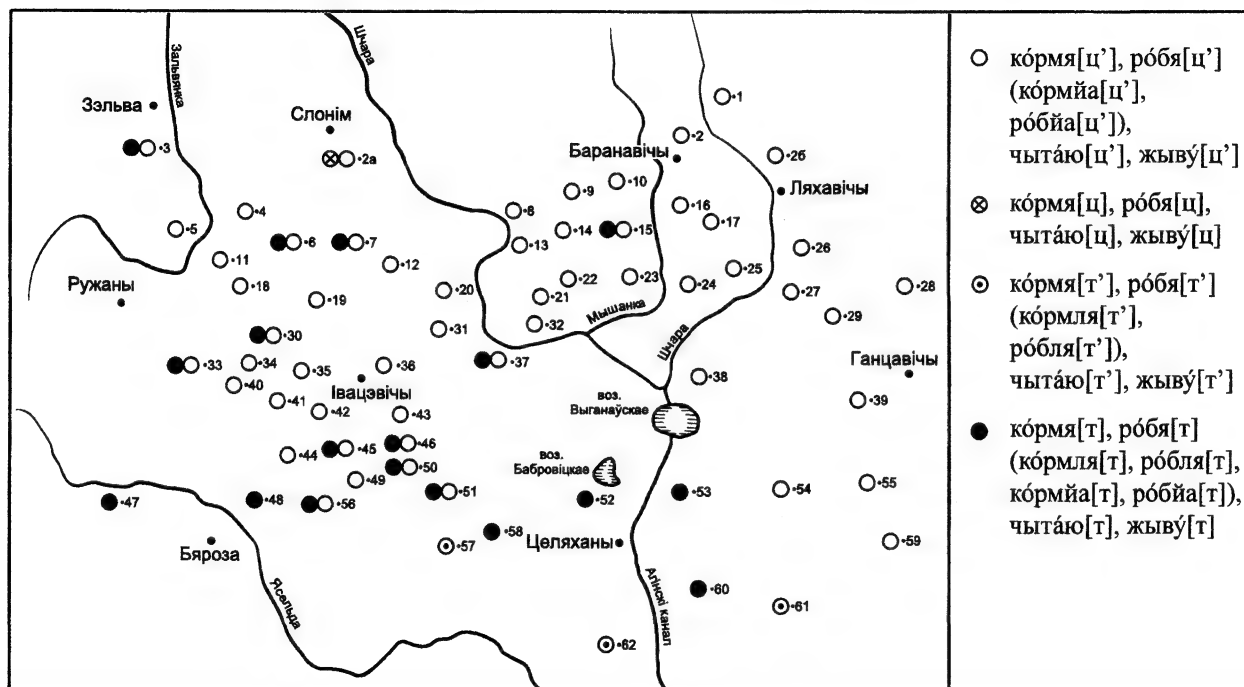 Зальвянка
Шчара
Зэльва
Слонім
Баранавічы
Ляхавічы
Ружаны
Мышанка
Шчара
Ганцавічы
Івацэвічы
воз.
Выганаўскае
воз.
Бабровіцкае
Бяроза
Целяханы
Ясельда
Агінскі канал
•1
•2
•2б
•3
•2а
•10
•9
•4
•8
•16
•17
•5
•6
•7
•14
•15
•13
•26
•11
•12
•25
•18
•22
•23
•24
•28
•19
•20
•21
•27
•29
•31
•32
•30
•33
•34
•35
•36
•37
•38
•40
•41
•42
•43
•39
•44
•45
•46
•49
•50
•47
•48
•56
•51
•52
•53
•54
•55
•57
•58
•59
•60
•61
•62
ко́рмя[ц’], ро́бя[ц’]
(ко́рмйа[ц’],
ро́бйа[ц’]),
чыта́ю[ц’], жыву́[ц’]
ко́рмя[ц], ро́бя[ц],
чыта́ю[ц], жыву́[ц]
ко́рмя[т’], ро́бя[т’]
(ко́рмля[т’],
ро́бля[т’]),
чыта́ю[т’], жыву́[т’]
ко́рмя[т], ро́бя[т]
(ко́рмля[т], ро́бля[т],
ко́рмйа[т], ро́бйа[т]),
чыта́ю[т], жыву́[т]